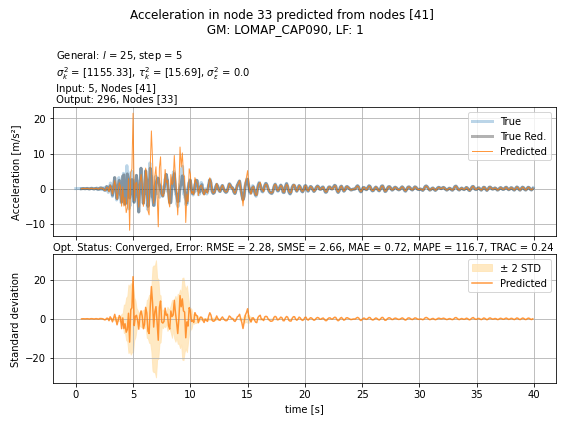 Acceleration in node 33 predicted from nodes [41]
GM: LOMAP_CAP090, LF: 1
General: l = 25, step = 5
σ²ₖ = [1155.33], τ²ₖ = [15.69], σ²ε = 0.0
Input: 5, Nodes [41]
Output: 296, Nodes [33]
Acceleration [m/s²]
20
10
0
−10
True
True Red.
Predicted
Opt. Status: Converged, Error: RMSE = 2.28, SMSE = 2.66, MAE = 0.72, MAPE = 116.7, TRAC = 0.24
Standard deviation
20
0
−20
± 2 STD
Predicted
0 5 10 15 20 25 30 35 40
time [s]